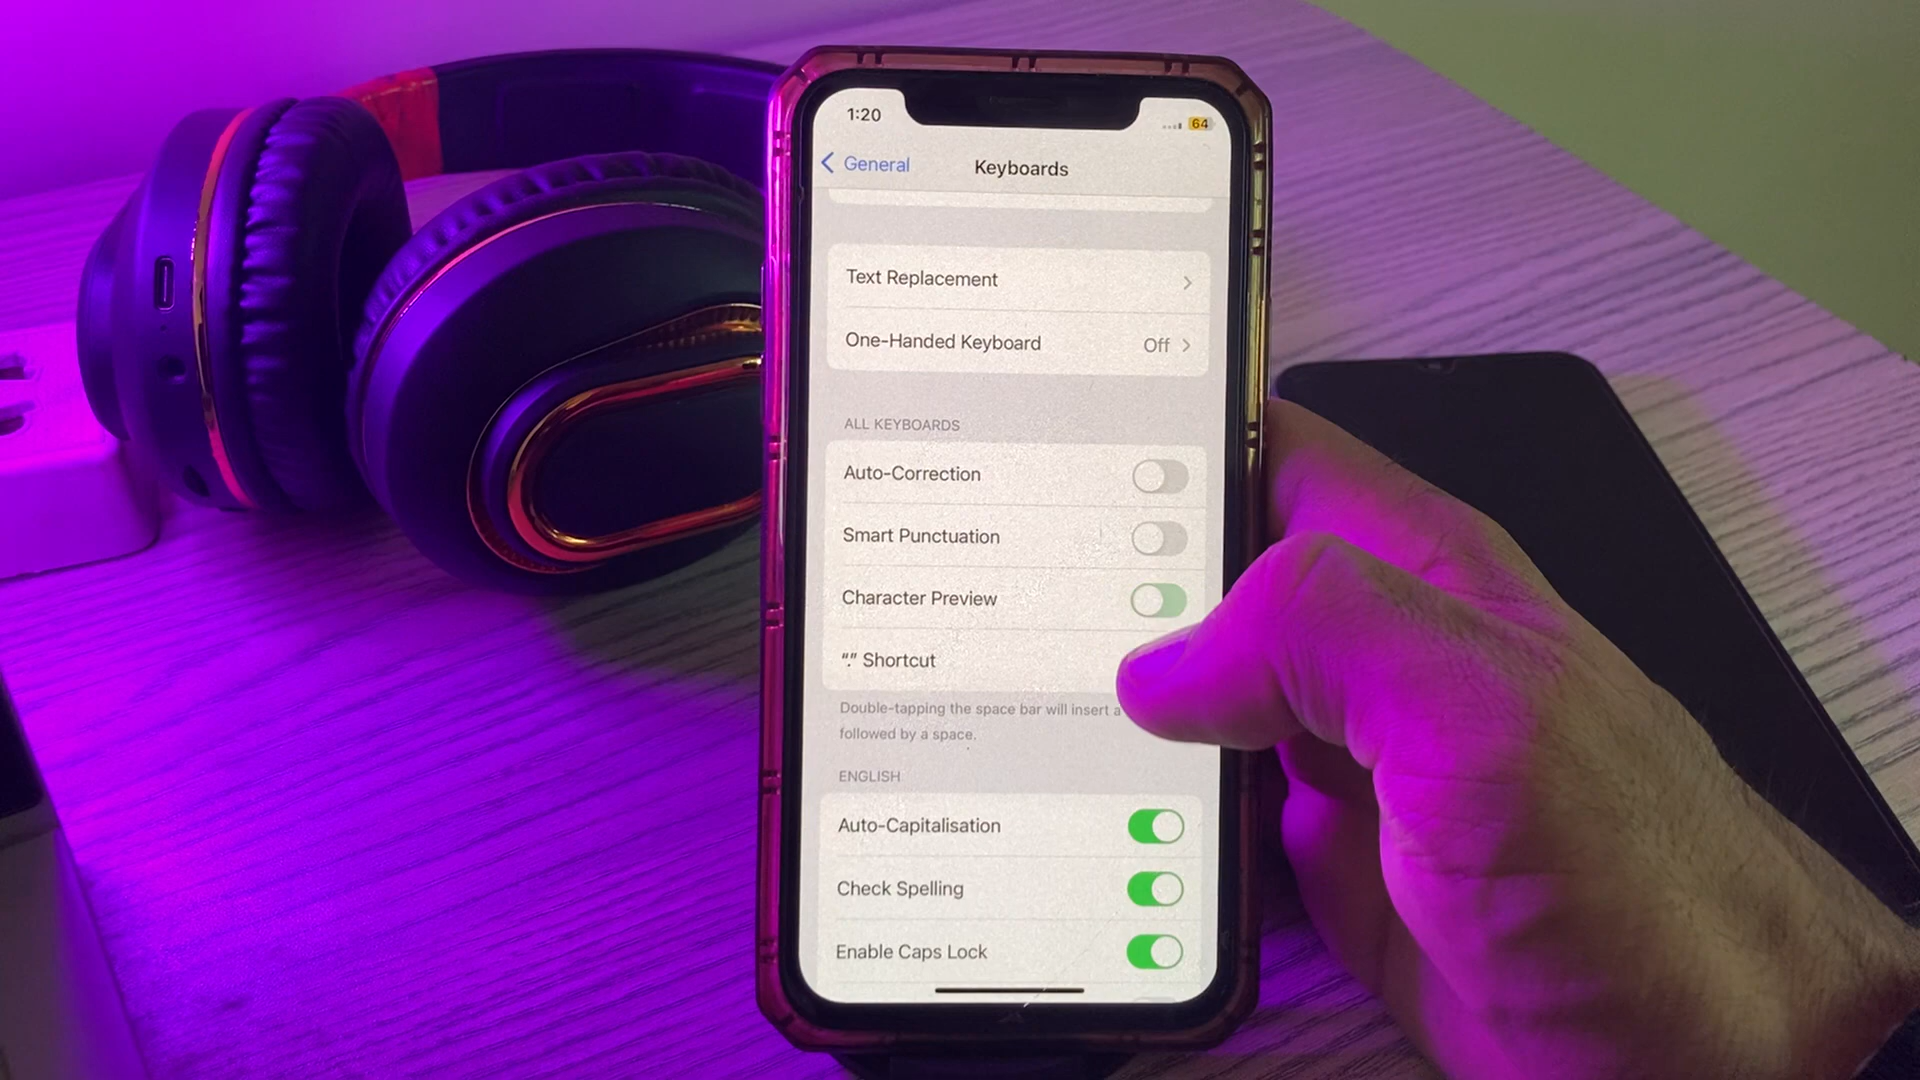 1:20
64
General
Keyboards
Text Replacement
One-Handed Keyboard Off
ALL KEYBOARDS
Auto-Correction
Smart Punctuation
Character Preview
“.” Shortcut
Double-tapping the space bar will insert a
followed by a space.
ENGLISH
Auto-Capitalisation
Check Spelling
Enable Caps Lock